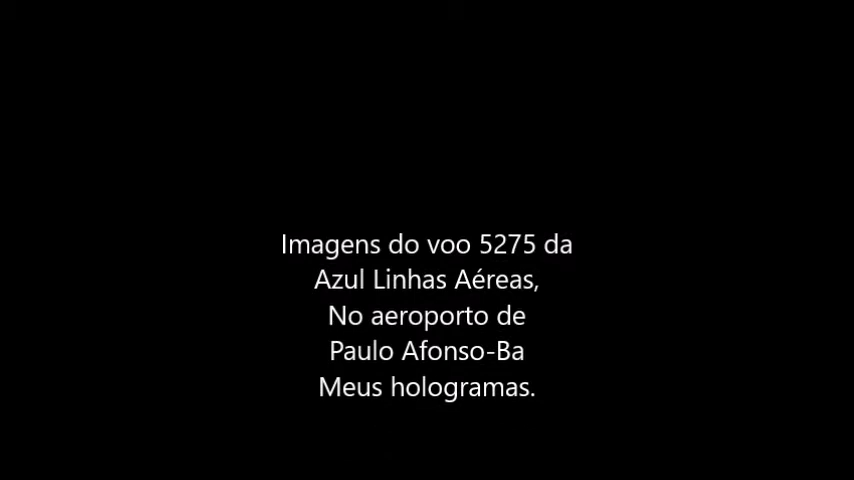 Imagens do voo 5275 da
Azul Linhas Aéreas,
No aeroporto de
Paulo Afonso-Ba
Meus hologramas.